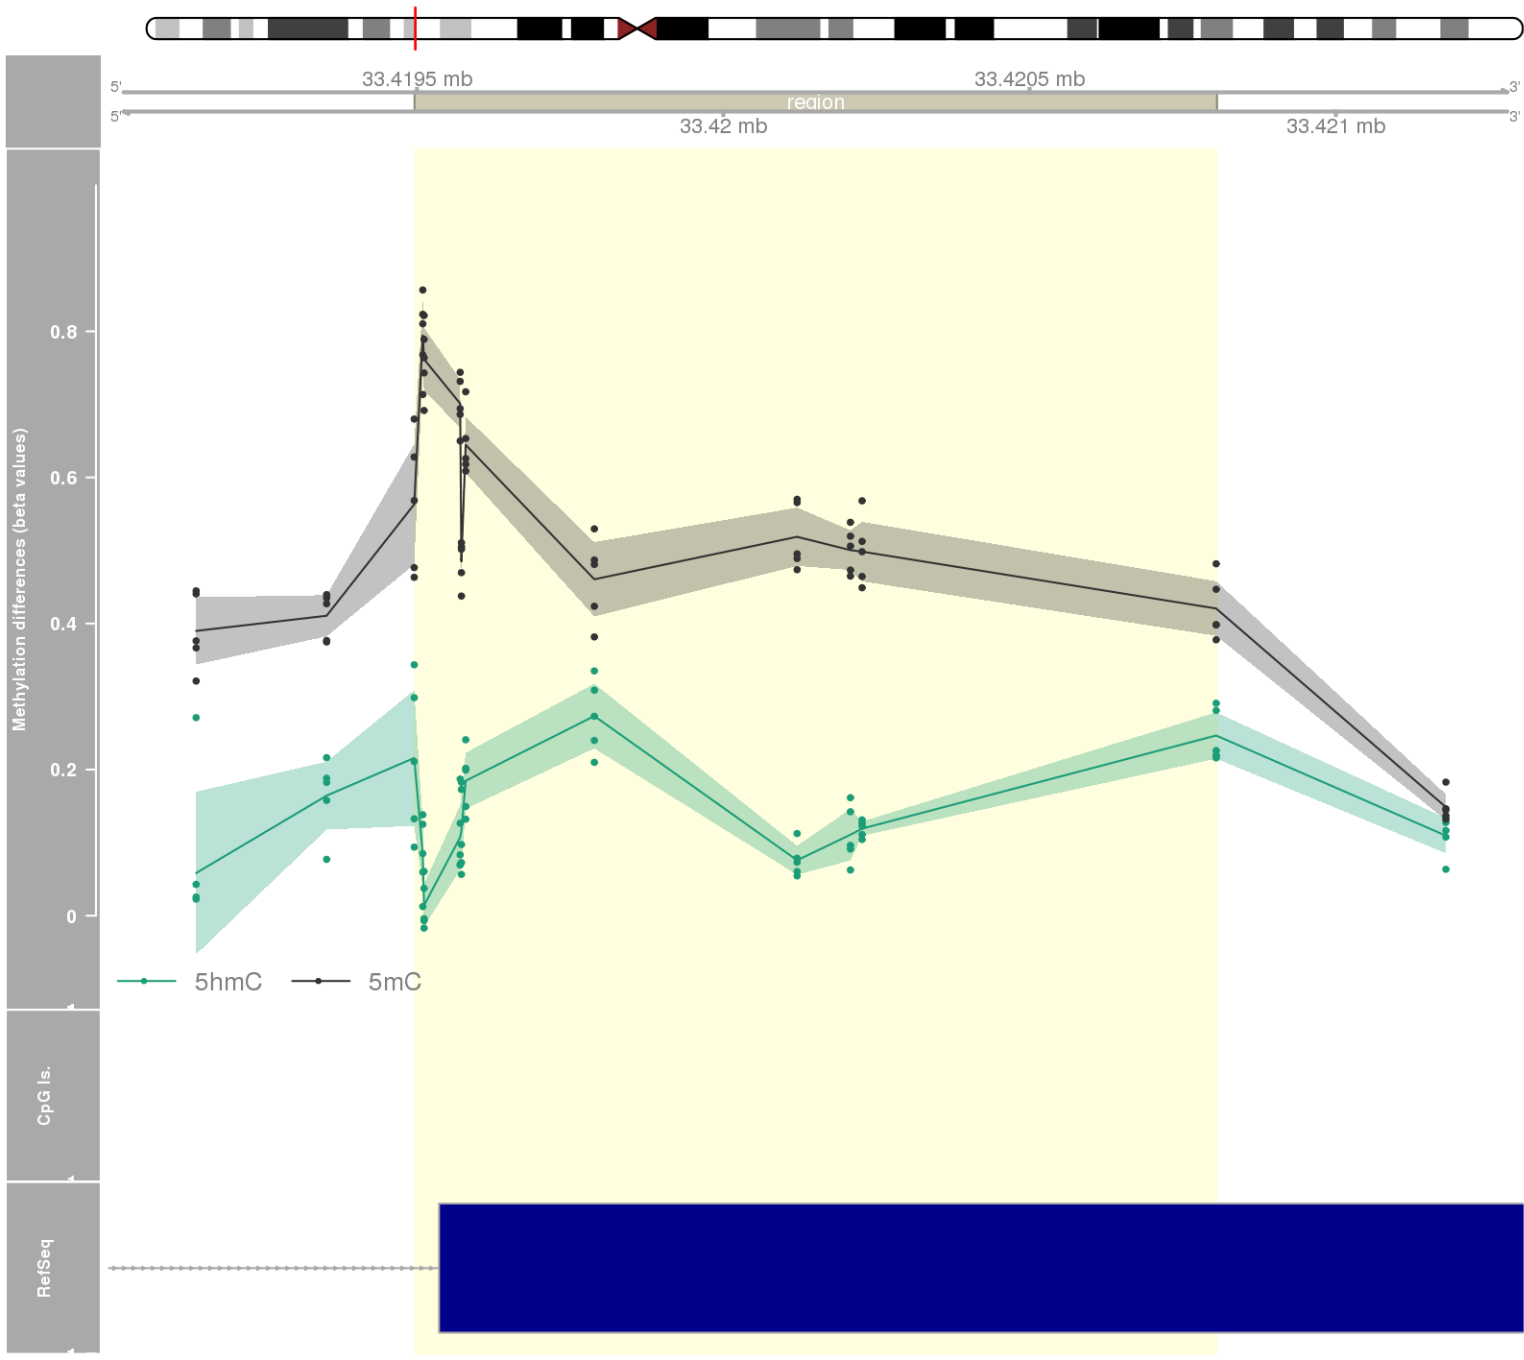 33.4195 mb
33.4205 mb
5'
3'
region
5'
3'
33.42 mb
33.421 mb
Methylation differences (beta values)
0.8
0.6
0.4
0.2
0
5hmC
5mC
CpG Is.
RefSeq